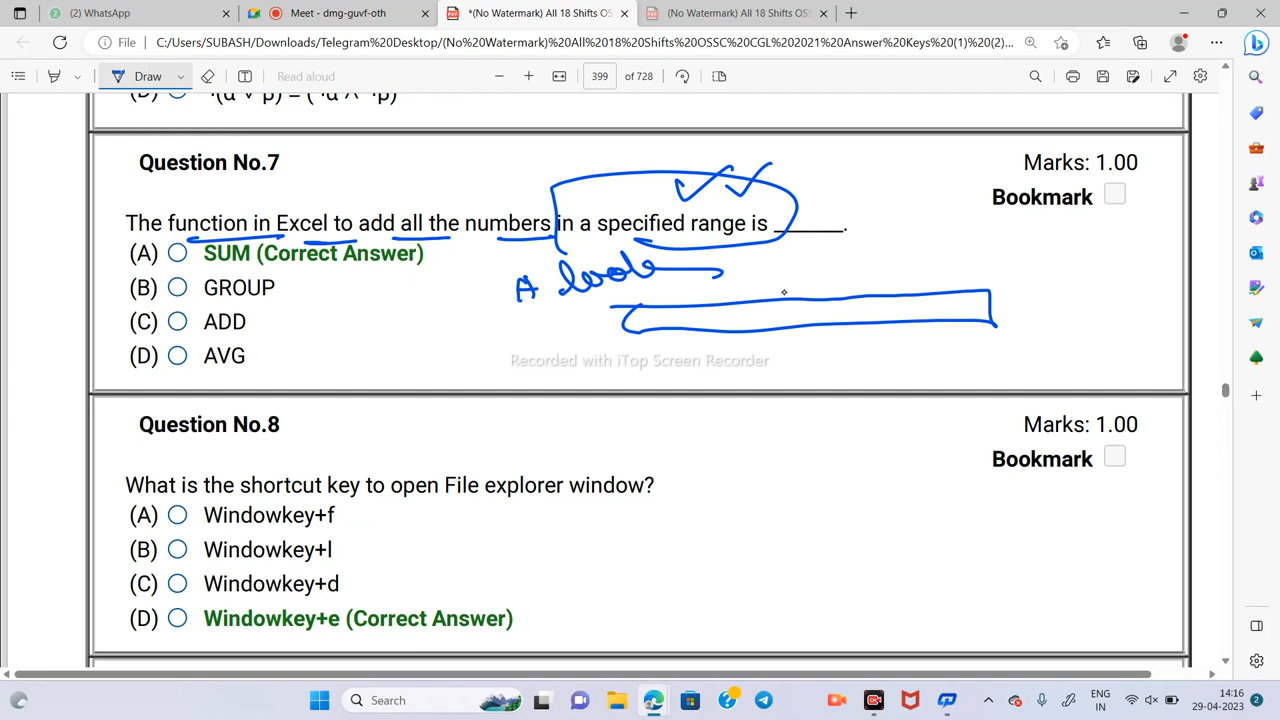 (2) WhatsApp
Meet - dmg-guvf-oth
*(No Watermark) All 18 Shifts OS
(No Watermark) All 18 Shifts OSS
File
C:/Users/SUBASH/Downloads/Telegram%20Desktop/(No%20Watermark)%20All%2018%20Shifts%20OSSC%20CGL%202021%20Answer%20Keys%20(1)%20(2)...
Draw
Read aloud
399 of 728
Question No.7
Marks: 1.00
Bookmark
The function in Excel to add all the numbers in a specified range is ______.
(A) SUM (Correct Answer)
(B) GROUP
(C) ADD
(D) AVG
Recorded with iTop Screen Recorder
Question No.8
Marks: 1.00
Bookmark
What is the shortcut key to open File explorer window?
(A) Windowkey+f
(B) Windowkey+l
(C) Windowkey+d
(D) Windowkey+e (Correct Answer)
Search
ENG
IN
14:16
29-04-2023
2